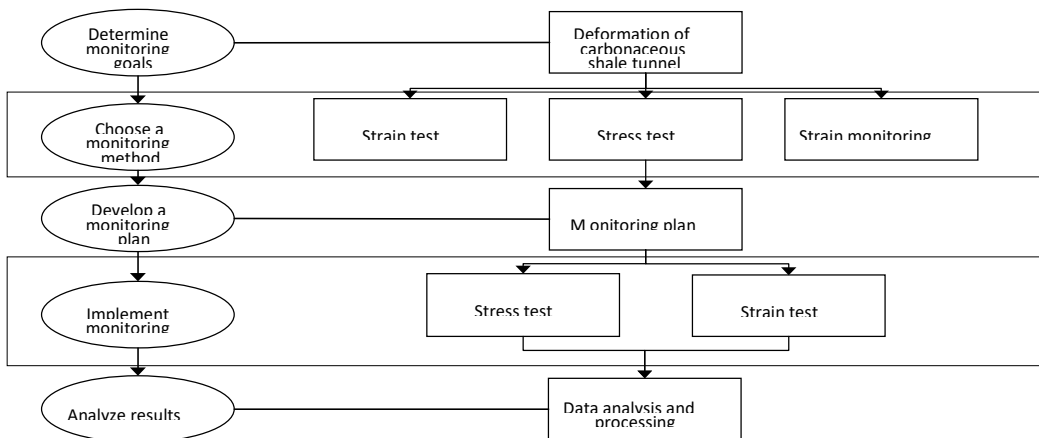 Determine
monitoring
goals
Deformation of
carbonaceous
shale tunnel
Choose a
monitoring
method
Strain test
Stress test
Strain monitoring
Develop a
monitoring
plan
Monitoring plan
Implement
monitoring
Stress test
Strain test
Analyze results
Data analysis and
processing